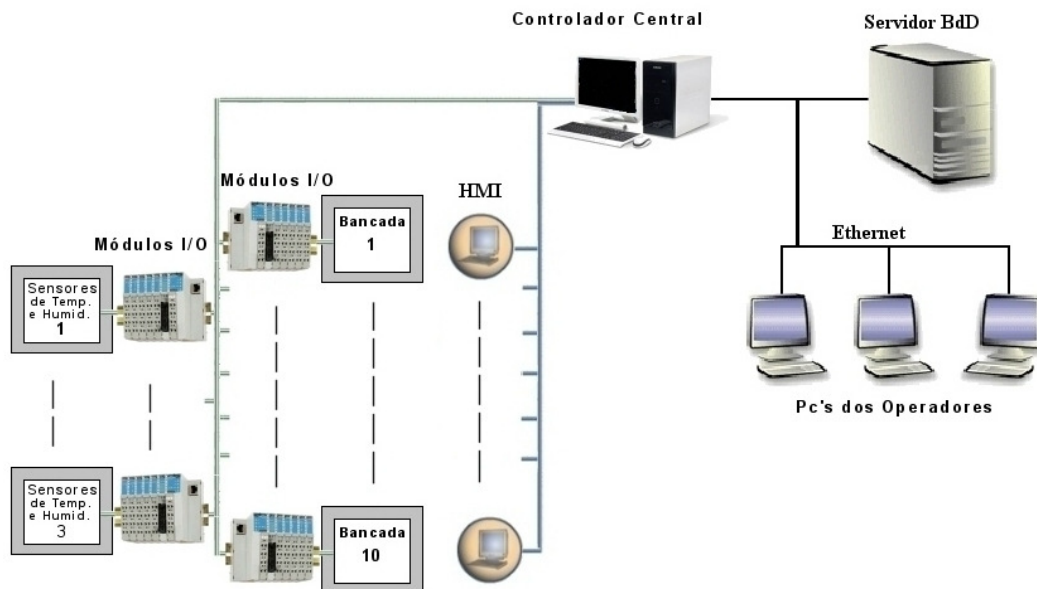 Controlador Central
Servidor BdD
Módulos I/O
HMI
Bancada
1
Módulos I/O
Ethernet
Sensores
de Temp.
e Humid.
1
Pc's dos Operadores
Sensores
de Temp.
e Humid.
3
Bancada
10